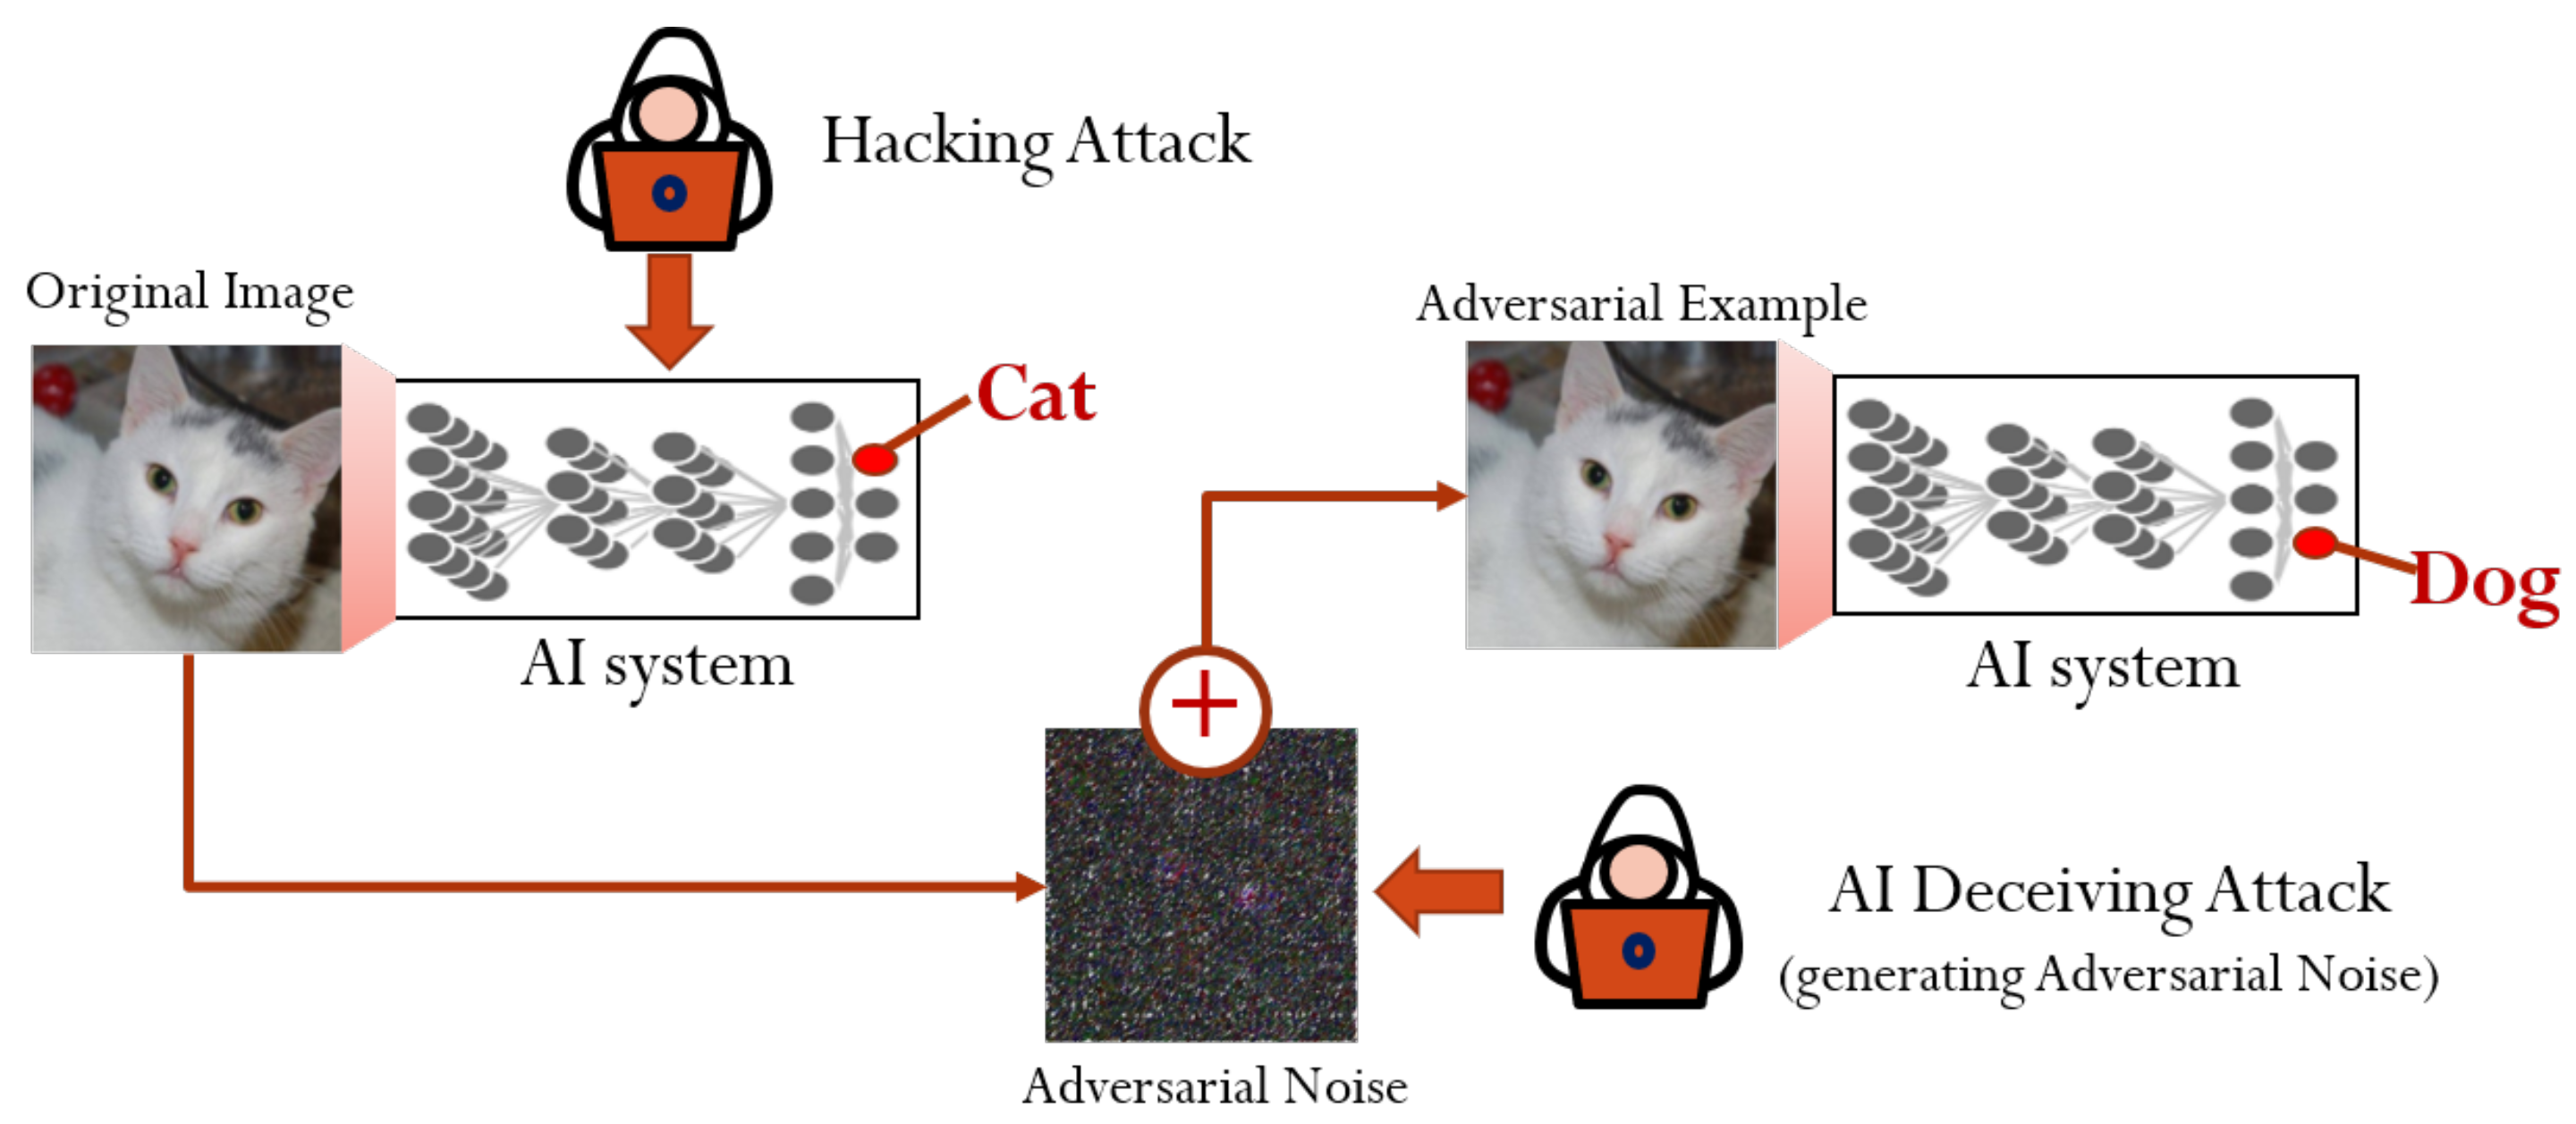 Hacking Attack
Original Image
Cat
AI system
Adversarial Example
Dog
AI system
Adversarial Noise
AI Deceiving Attack
(generating Adversarial Noise)